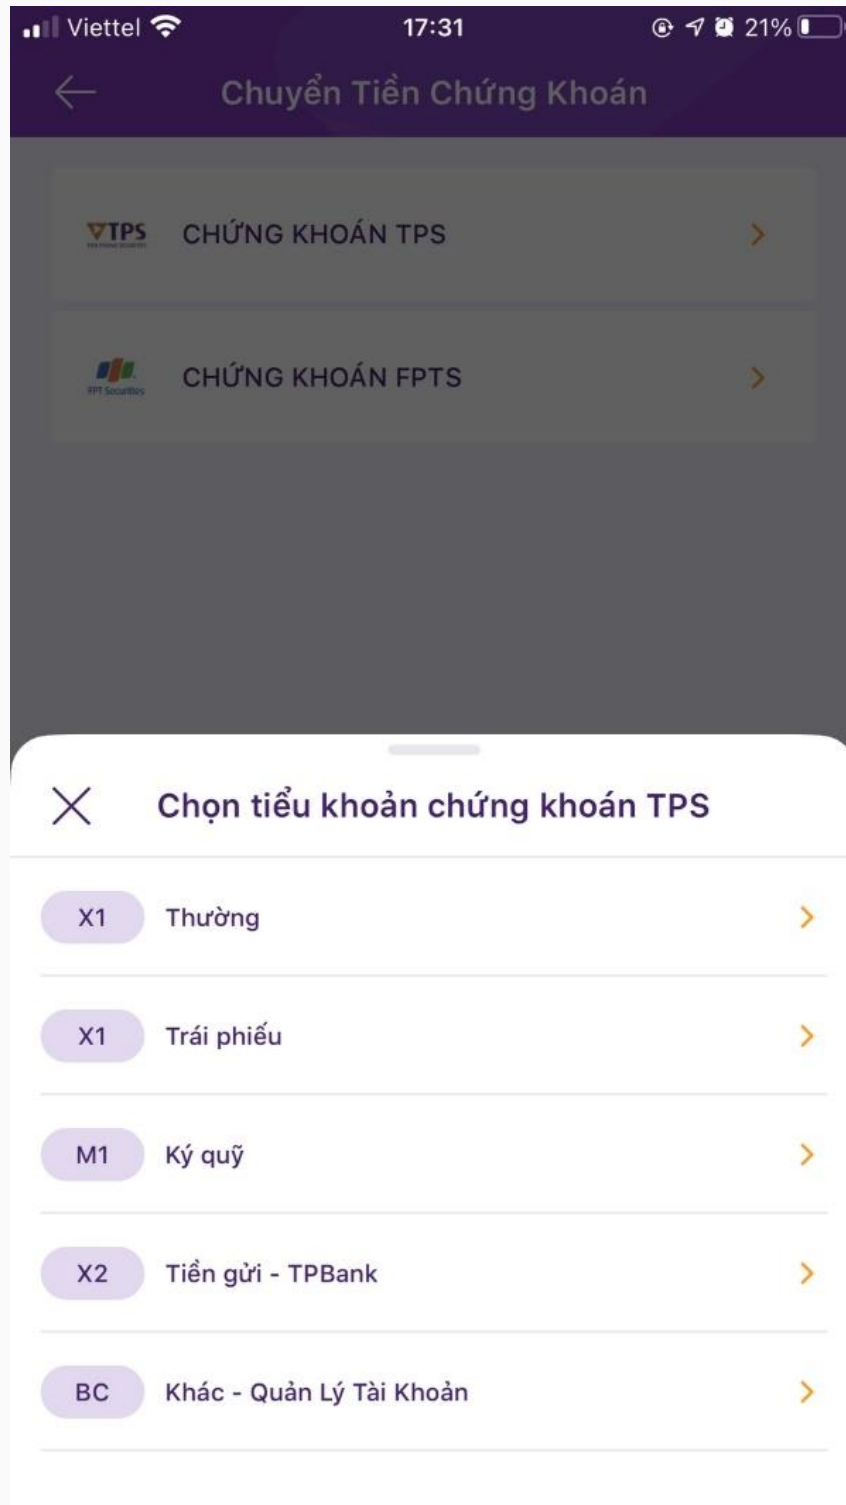 Viettel 17:31 21%
Chuyển Tiền Chứng Khoán
TPS CHỨNG KHOÁN TPS
FPT Securities CHỨNG KHOÁN FPTS
Chọn tiểu khoản chứng khoán TPS
X1 Thường
X1 Trái phiếu
M1 Ký quỹ
X2 Tiền gửi - TPBank
BC Khác - Quản Lý Tài Khoản